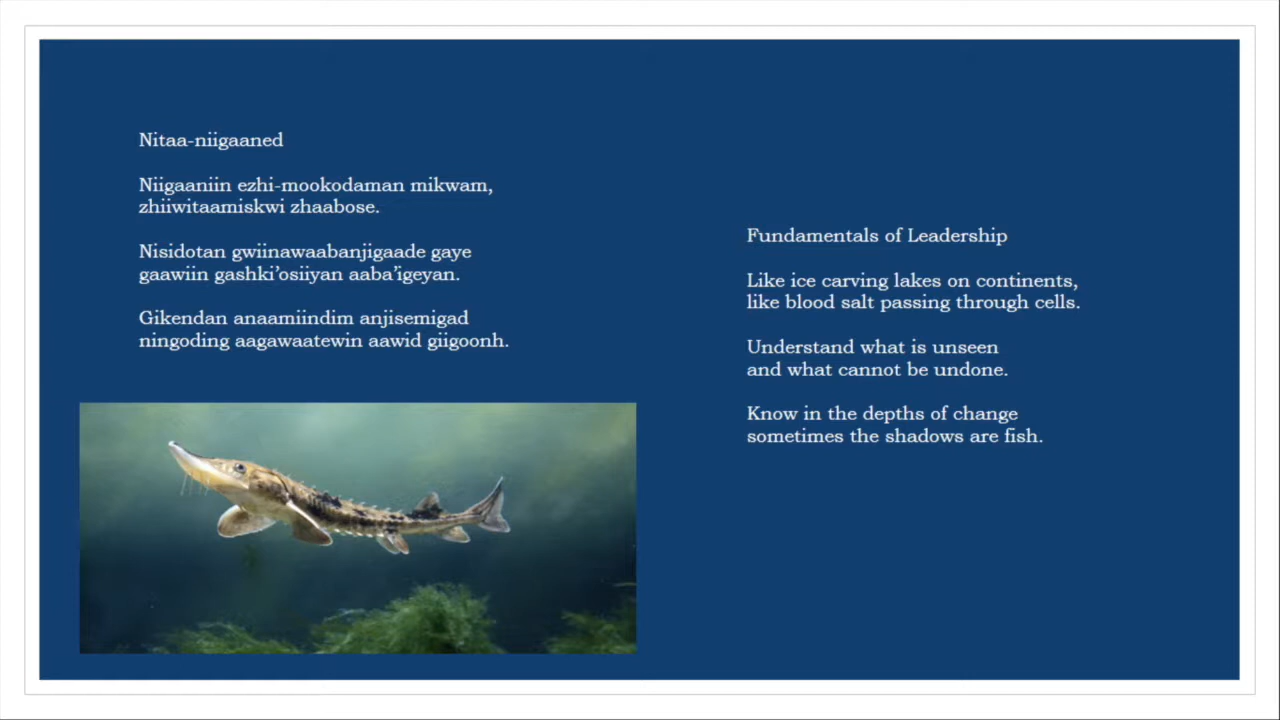 Nitaa-niigaaned
Niigaaniin ezhi-mookodaman mikwam,
zhiiwitaamiskwi zhaabose.
Nisidotan gwiinawaabanjigaade gaye
gaawiin gashki’osiiyan aaba’igeyan.
Gikendan anaamiindim anjisemigad
ningoding aagawaatewin aawid giigoonh.
Fundamentals of Leadership
Like ice carving lakes on continents,
like blood salt passing through cells.
Understand what is unseen
and what cannot be undone.
Know in the depths of change
sometimes the shadows are fish.